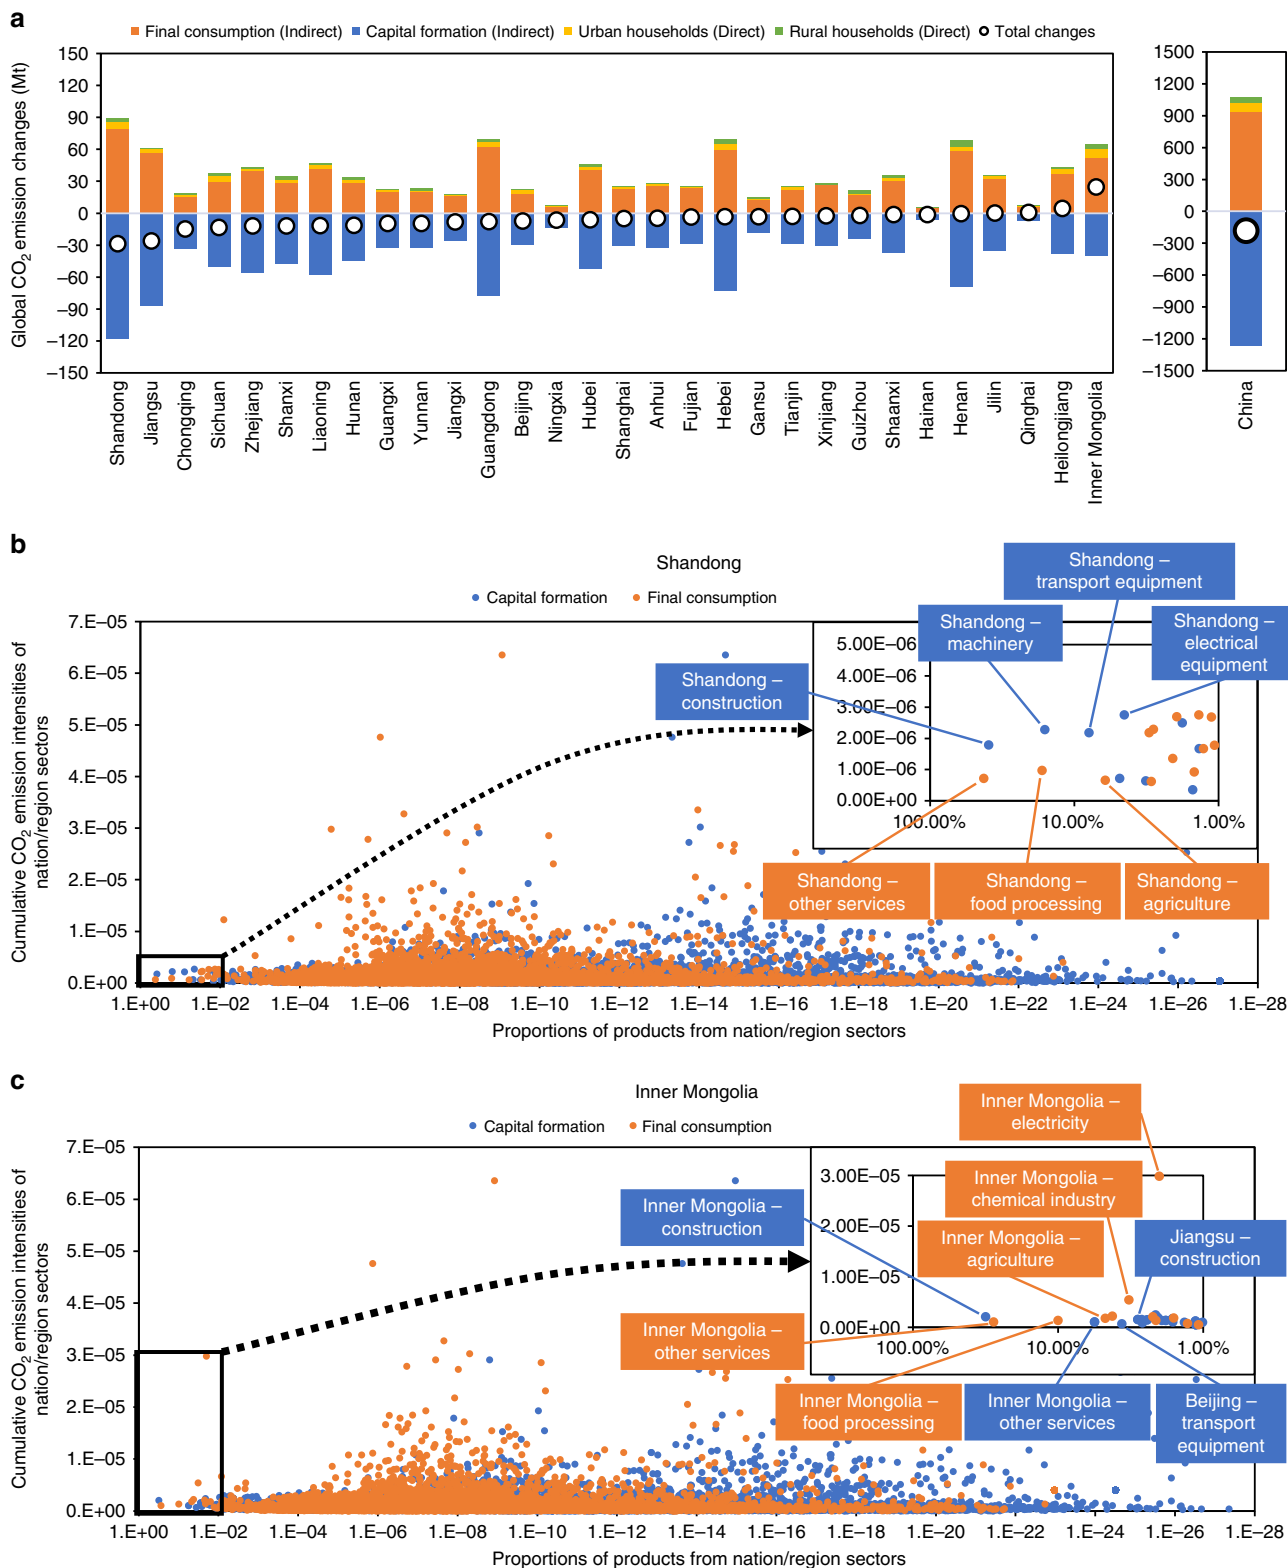 a
Final consumption (Indirect) Capital formation (Indirect) Urban households (Direct) Rural households (Direct) Total changes
Global CO2 emission changes (Mt)
150
120
90
60
30
0
–30
–60
–90
–120
–150
Shandong
Jiangsu
Chongqing
Sichuan
Zhejiang
Shanxi
Liaoning
Hunan
Guangxi
Yunnan
Jiangxi
Guangdong
Beijing
Ningxia
Hubei
Shanghai
Anhui
Fujian
Hebei
Gansu
Tianjin
Xinjiang
Guizhou
Shaanxi
Hainan
Henan
Jilin
Qinghai
Heilongjiang
Inner Mongolia
1500
1200
900
600
300
0
–300
–600
–900
–1200
–1500
China
b
Shandong
Capital formation Final consumption
Cumulative CO2 emission intensities of
nation/region sectors
7.E–05
6.E–05
5.E–05
4.E–05
3.E–05
2.E–05
1.E–05
0.E+00
1.E+00 1.E–02 1.E–04 1.E–06 1.E–08 1.E–10 1.E–12 1.E–14 1.E–16 1.E–18 1.E–20 1.E–22 1.E–24 1.E–26 1.E–28
Proportions of products from nation/region sectors
Shandong –
transport equipment
Shandong –
machinery
Shandong –
electrical
equipment
Shandong –
construction
5.00E–06
4.00E–06
3.00E–06
2.00E–06
1.00E–06
0.00E+00
100.00% 10.00% 1.00%
Shandong –
other services
Shandong –
food processing
Shandong –
agriculture
c
Inner Mongolia
Capital formation Final consumption
Cumulative CO2 emission intensities of
nation/region sectors
7.E–05
6.E–05
5.E–05
4.E–05
3.E–05
2.E–05
1.E–05
0.E+00
1.E+00 1.E–02 1.E–04 1.E–06 1.E–08 1.E–10 1.E–12 1.E–14 1.E–16 1.E–18 1.E–20 1.E–22 1.E–24 1.E–26 1.E–28
Proportions of products from nation/region sectors
Inner Mongolia –
electricity
Inner Mongolia –
chemical industry
Inner Mongolia –
construction
Inner Mongolia –
agriculture
Jiangsu –
construction
3.00E–05
2.00E–05
1.00E–05
0.00E+00
100.00% 10.00% 1.00%
Inner Mongolia –
other services
Inner Mongolia –
food processing
Inner Mongolia –
other services
Beijing –
transport
equipment